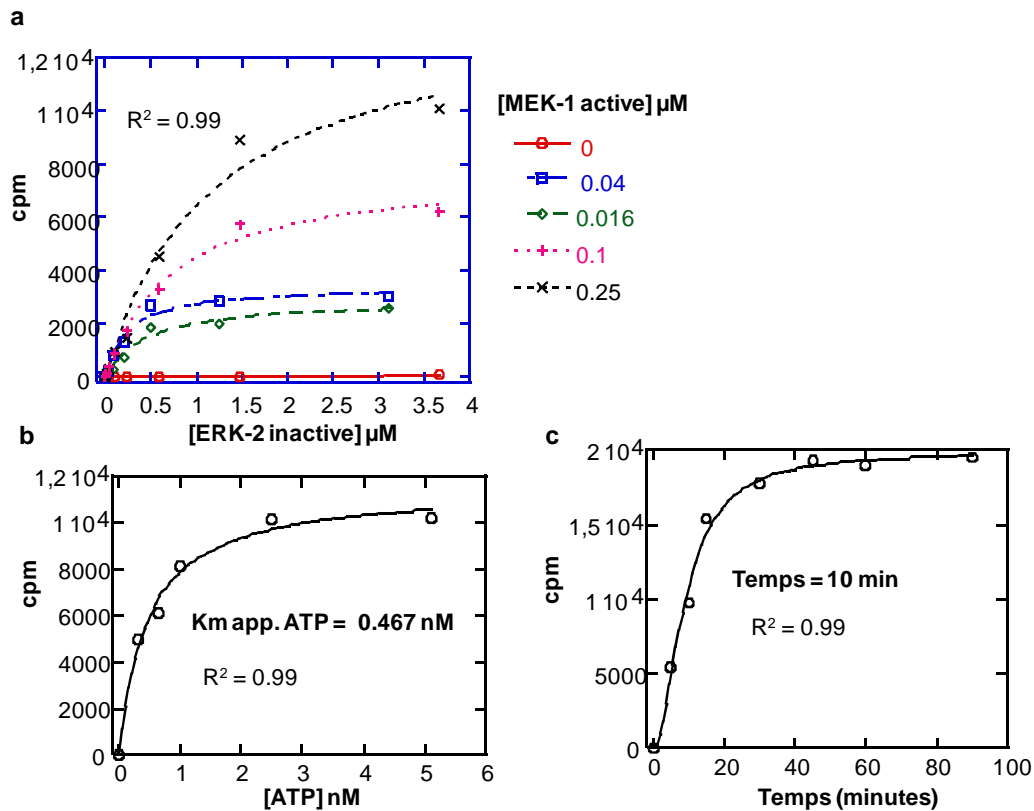 a
1,2 10⁴
1 10⁴
8000
6000
4000
2000
0
cpm
R² = 0.99
0 0.5 1 1.5 2 2.5 3 3.5 4
[ERK-2 inactive] µM
[MEK-1 active] µM
0
0.04
0.016
0.1
0.25
b
1,2 10⁴
1 10⁴
8000
6000
4000
2000
0
cpm
Km app. ATP = 0.467 nM
R² = 0.99
0 1 2 3 4 5 6
[ATP] nM
c
2 10⁴
1,5 10⁴
1 10⁴
5000
0
cpm
Temps = 10 min
R² = 0.99
0 20 40 60 80 100
Temps (minutes)